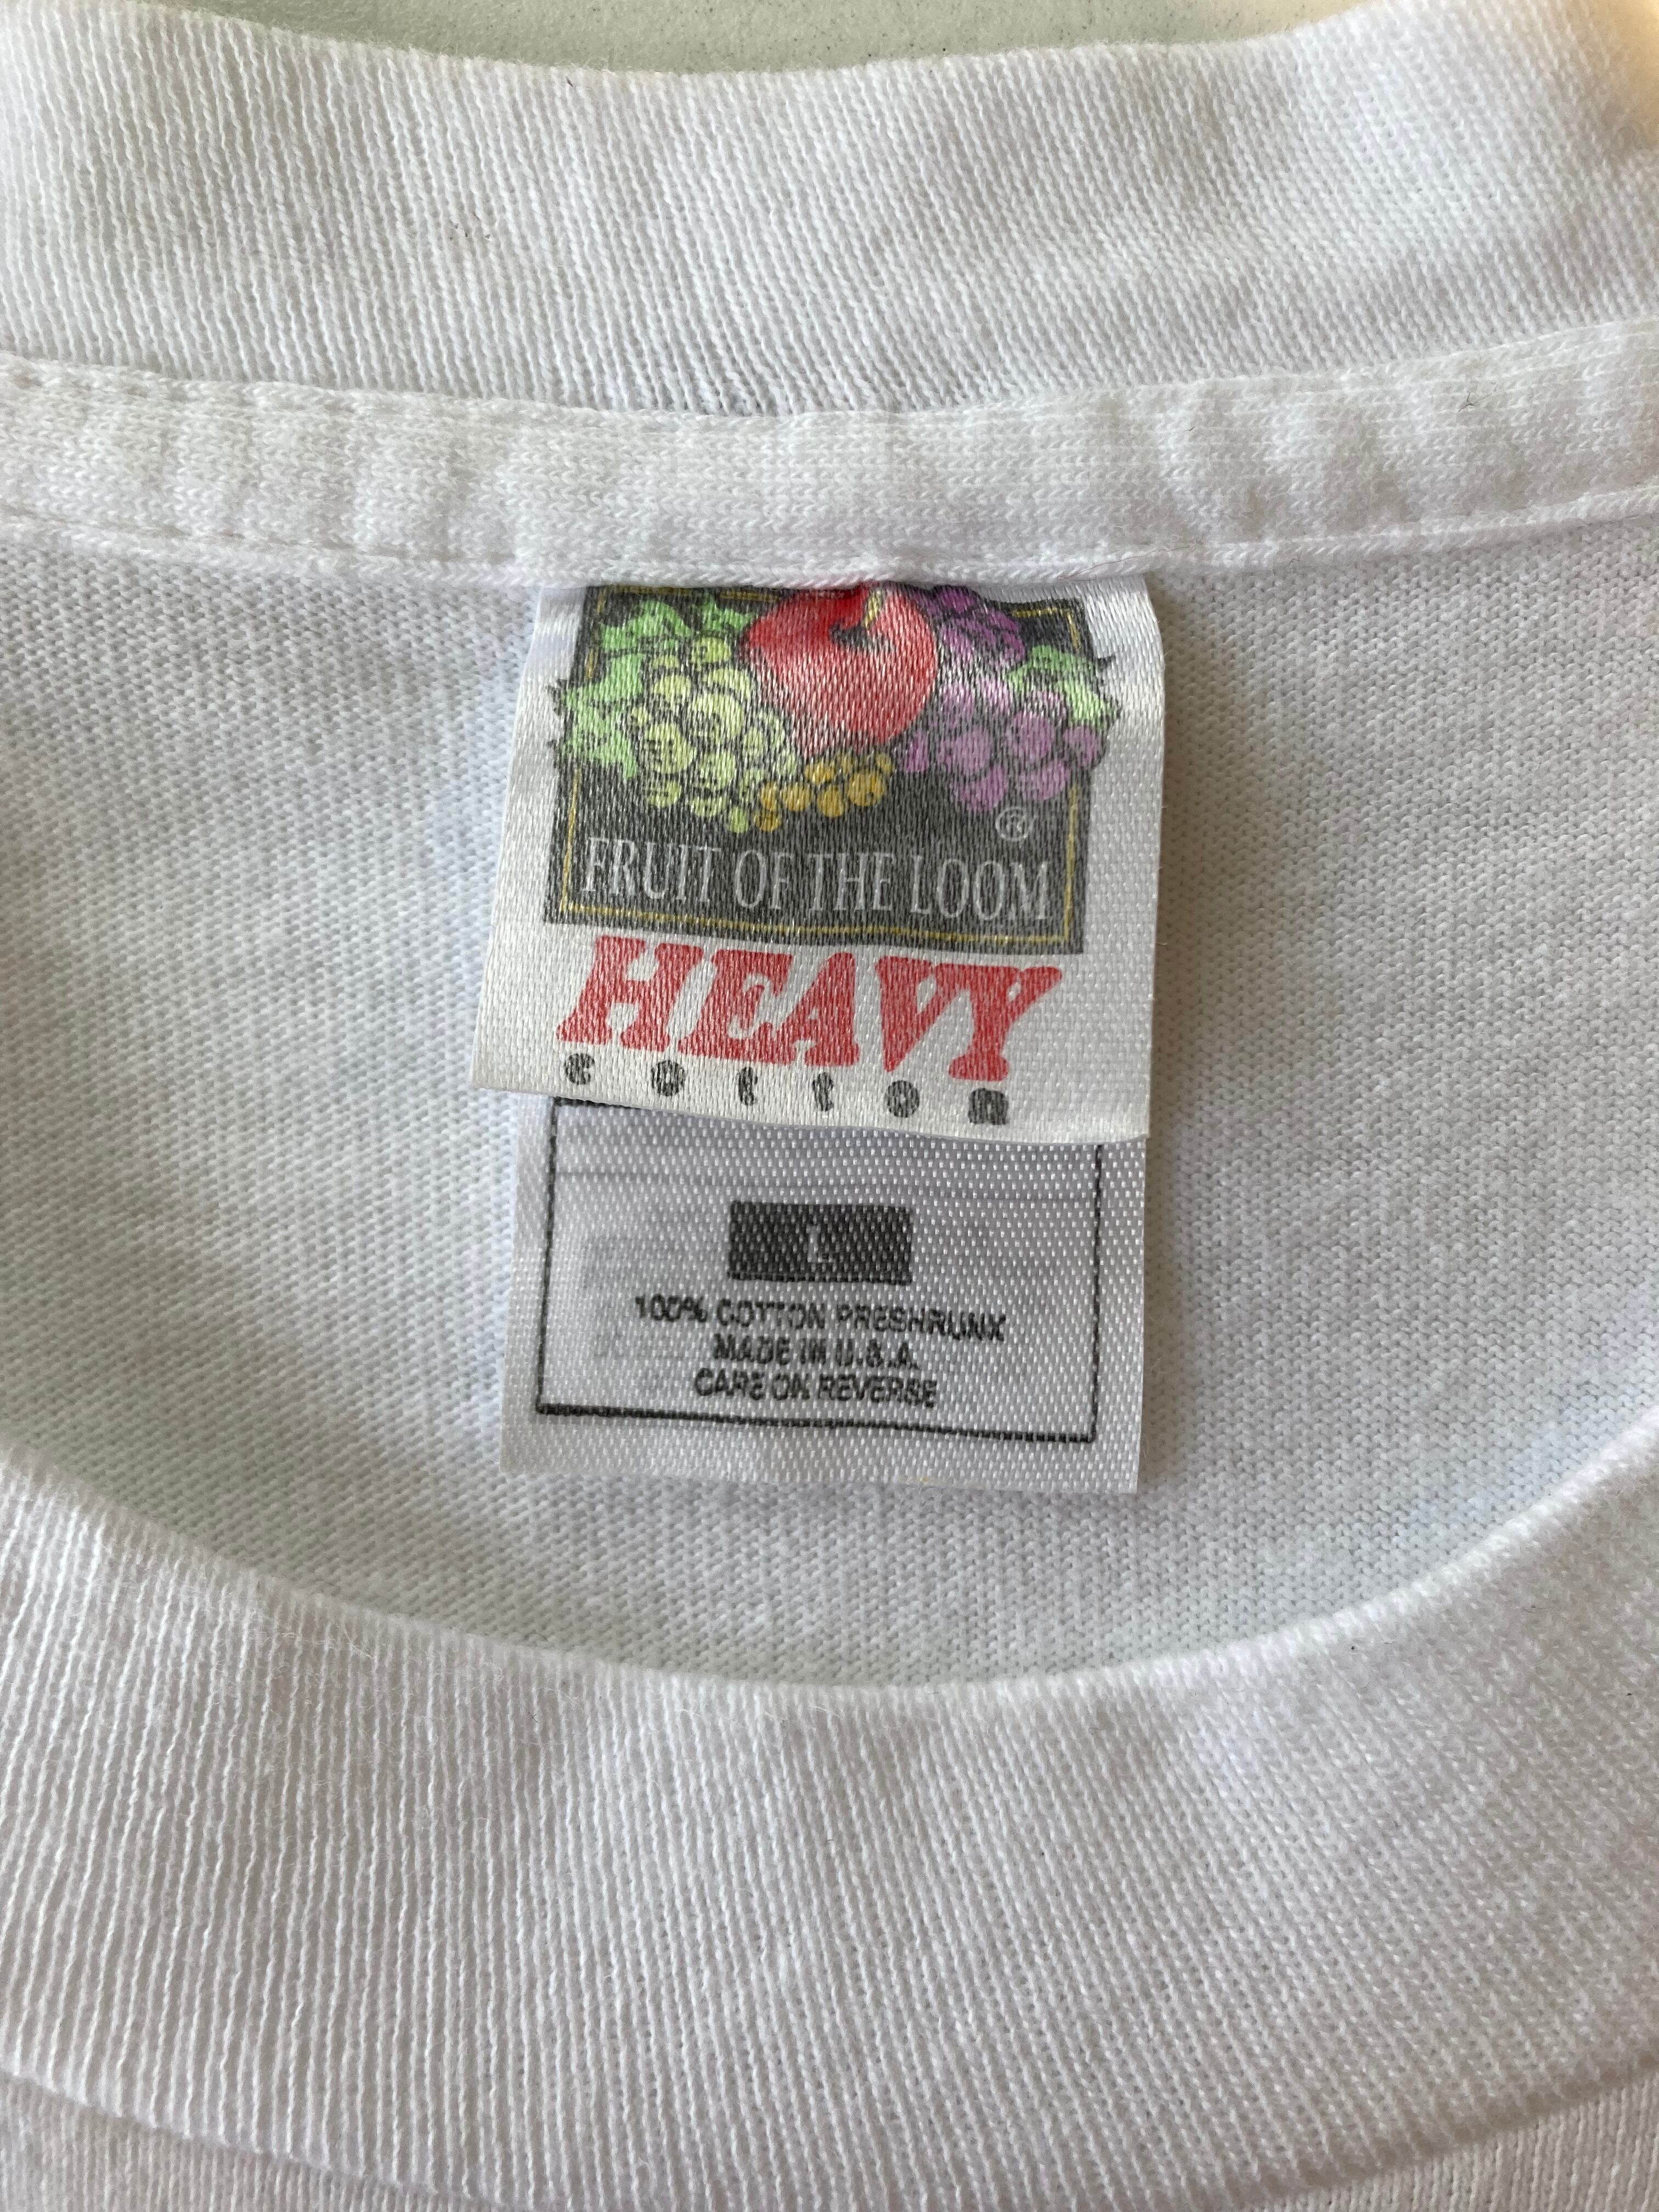 ®
FRUIT OF THE LOOM
HEAVY
cotton
L
100% COTTON PRESHRUNK
MADE IN U.S.A.
CARE ON REVERSE